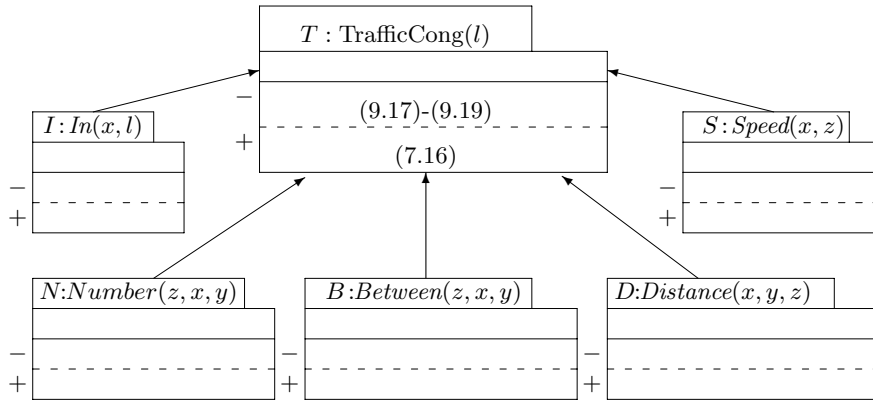 T : TrafficCong(l)
−
(9.17)-(9.19)
+
(7.16)
I : In(x, l)
−
+
S : Speed(x, z)
−
+
N:Number(z, x, y)
−
+
B :Between(z, x, y)
−
+
D:Distance(x, y, z)
−
+